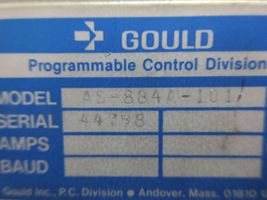 GOULD
Programmable Control Division
MODEL AS-884A-101
SERIAL 44798
AMPS
BAUD
Gould Inc., P.C. Division • Andover, Mass. 01810